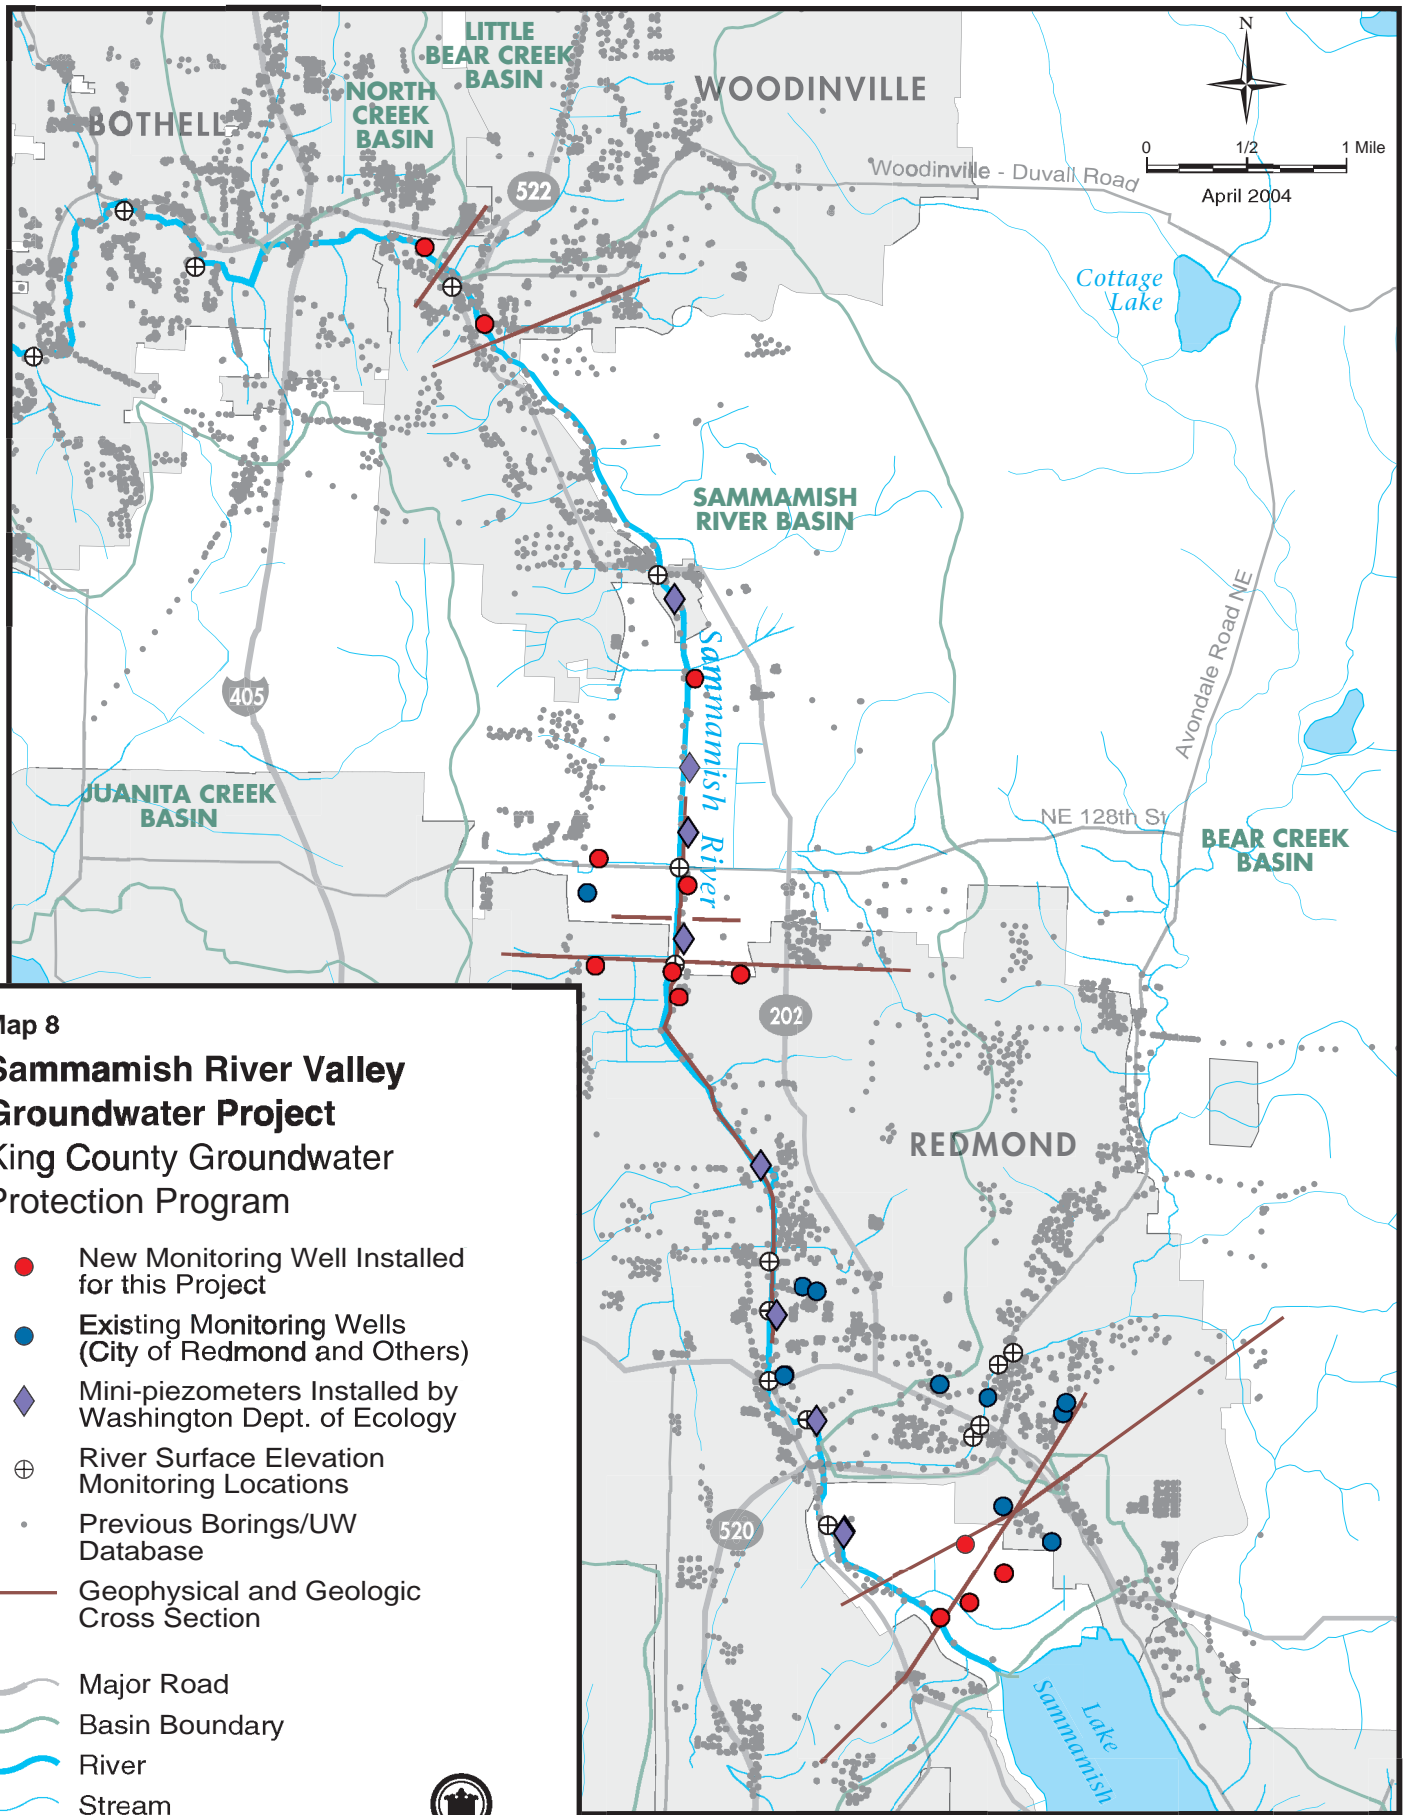 LITTLE
BEAR CREEK
BASIN
WOODINVILLE
NORTH
CREEK
BASIN
BOTHELL
N
0 1/2 1 Mile
April 2004
Woodinville - Duvall Road
522
Cottage
Lake
SAMMAMISH
RIVER BASIN
Avondale Road NE
Sammamish River
405
JUANITA CREEK
BASIN
NE 128th St
BEAR CREEK
BASIN
202
REDMOND
520
Lake
Sammamish
Map 8
Sammamish River Valley
Groundwater Project
King County Groundwater
Protection Program
New Monitoring Well Installed
for this Project
Existing Monitoring Wells
(City of Redmond and Others)
Mini-piezometers Installed by
Washington Dept. of Ecology
River Surface Elevation
Monitoring Locations
Previous Borings/UW
Database
Geophysical and Geologic
Cross Section
Major Road
Basin Boundary
River
Stream